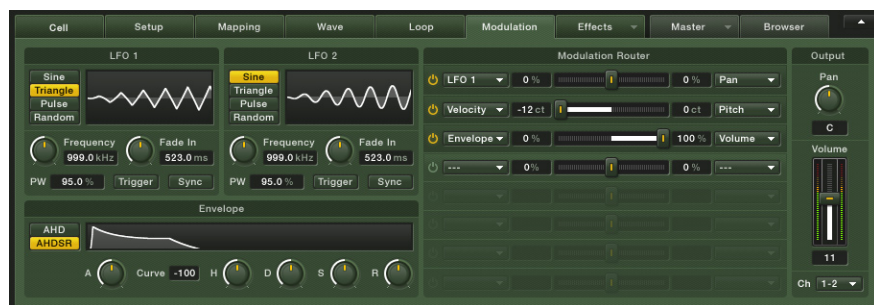 Cell Setup Mapping Wave Loop Modulation Effects Master Browser
LFO 1
Sine
Triangle
Pulse
Random
Frequency
999.0 kHz
Fade In
523.0 ms
PW 95.0 % Trigger Sync
LFO 2
Sine
Triangle
Pulse
Random
Frequency
999.0 kHz
Fade In
523.0 ms
PW 95.0 % Trigger Sync
Envelope
AHD
AHDSR
A Curve -100 H D S R
Modulation Router
LFO 1 0 % 0 % Pan
Velocity -12 ct 0 ct Pitch
Envelope 0 % 100 % Volume
--- 0 % 0 % ---
Output
Pan
C
Volume
11
Ch 1-2